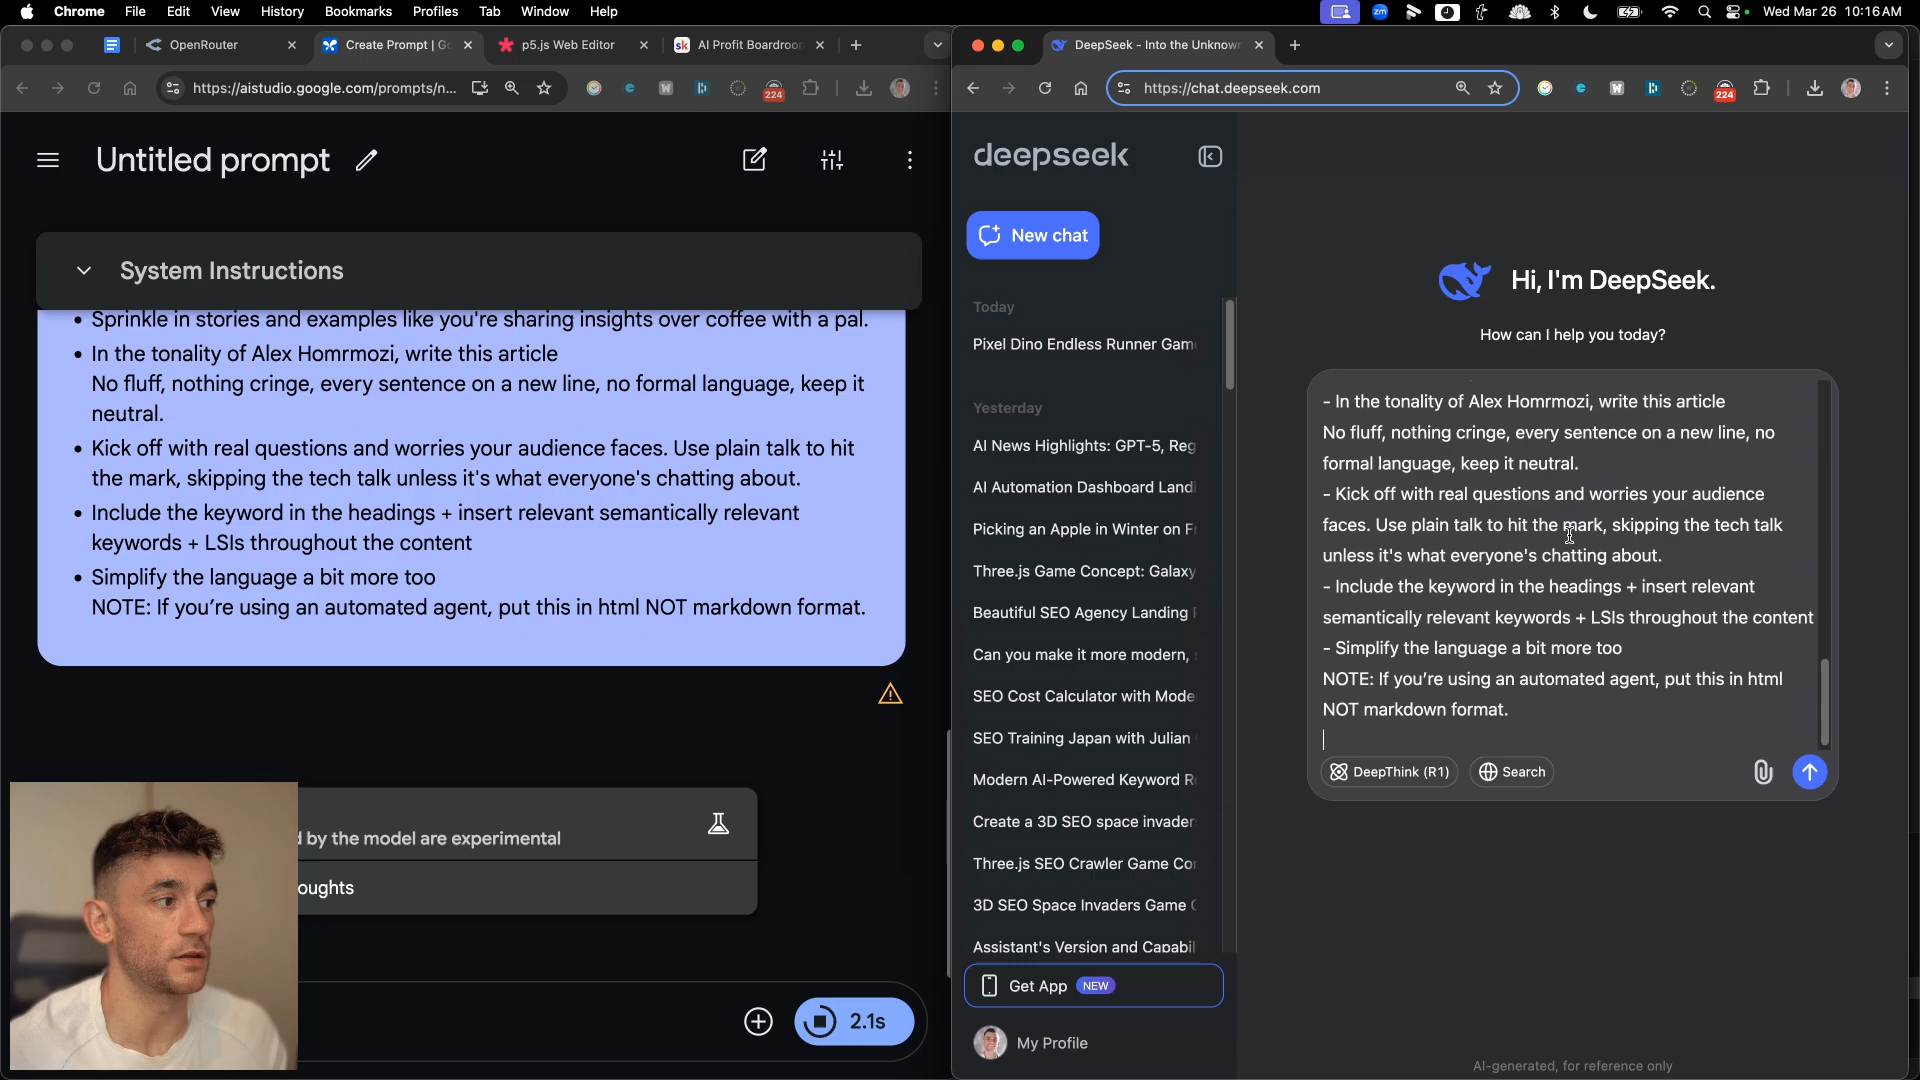 Chrome File Edit View History Bookmarks Profiles Tab Window Help
zm
Wed Mar 26 10:16 AM
OpenRouter
Create Prompt | Go
p5.js Web Editor
sk AI Profit Boardroom
https://aistudio.google.com/prompts/n...
224
Untitled prompt
System Instructions
• Sprinkle in stories and examples like you're sharing insights over coffee with a pal.
• In the tonality of Alex Homrmozi, write this article
No fluff, nothing cringe, every sentence on a new line, no formal language, keep it
neutral.
• Kick off with real questions and worries your audience faces. Use plain talk to hit
the mark, skipping the tech talk unless it's what everyone's chatting about.
• Include the keyword in the headings + insert relevant semantically relevant
keywords + LSIs throughout the content
• Simplify the language a bit more too
NOTE: If you’re using an automated agent, put this in html NOT markdown format.
d by the model are experimental
oughts
2.1s
DeepSeek - Into the Unknown
https://chat.deepseek.com
224
deepseek
New chat
Today
Pixel Dino Endless Runner Game
Yesterday
AI News Highlights: GPT-5, Reg
AI Automation Dashboard Landi
Picking an Apple in Winter on Fr
Three.js Game Concept: Galaxy
Beautiful SEO Agency Landing P
Can you make it more modern, s
SEO Cost Calculator with Mode
SEO Training Japan with Julian
Modern AI-Powered Keyword Re
Create a 3D SEO space invader
Three.js SEO Crawler Game Con
3D SEO Space Invaders Game C
Assistant's Version and Capabil
Get App NEW
My Profile
Hi, I'm DeepSeek.
How can I help you today?
- In the tonality of Alex Homrmozi, write this article
No fluff, nothing cringe, every sentence on a new line, no
formal language, keep it neutral.
- Kick off with real questions and worries your audience
faces. Use plain talk to hit the mark, skipping the tech talk
unless it's what everyone's chatting about.
- Include the keyword in the headings + insert relevant
semantically relevant keywords + LSIs throughout the content
- Simplify the language a bit more too
NOTE: If you’re using an automated agent, put this in html
NOT markdown format.
DeepThink (R1) Search
AI-generated, for reference only